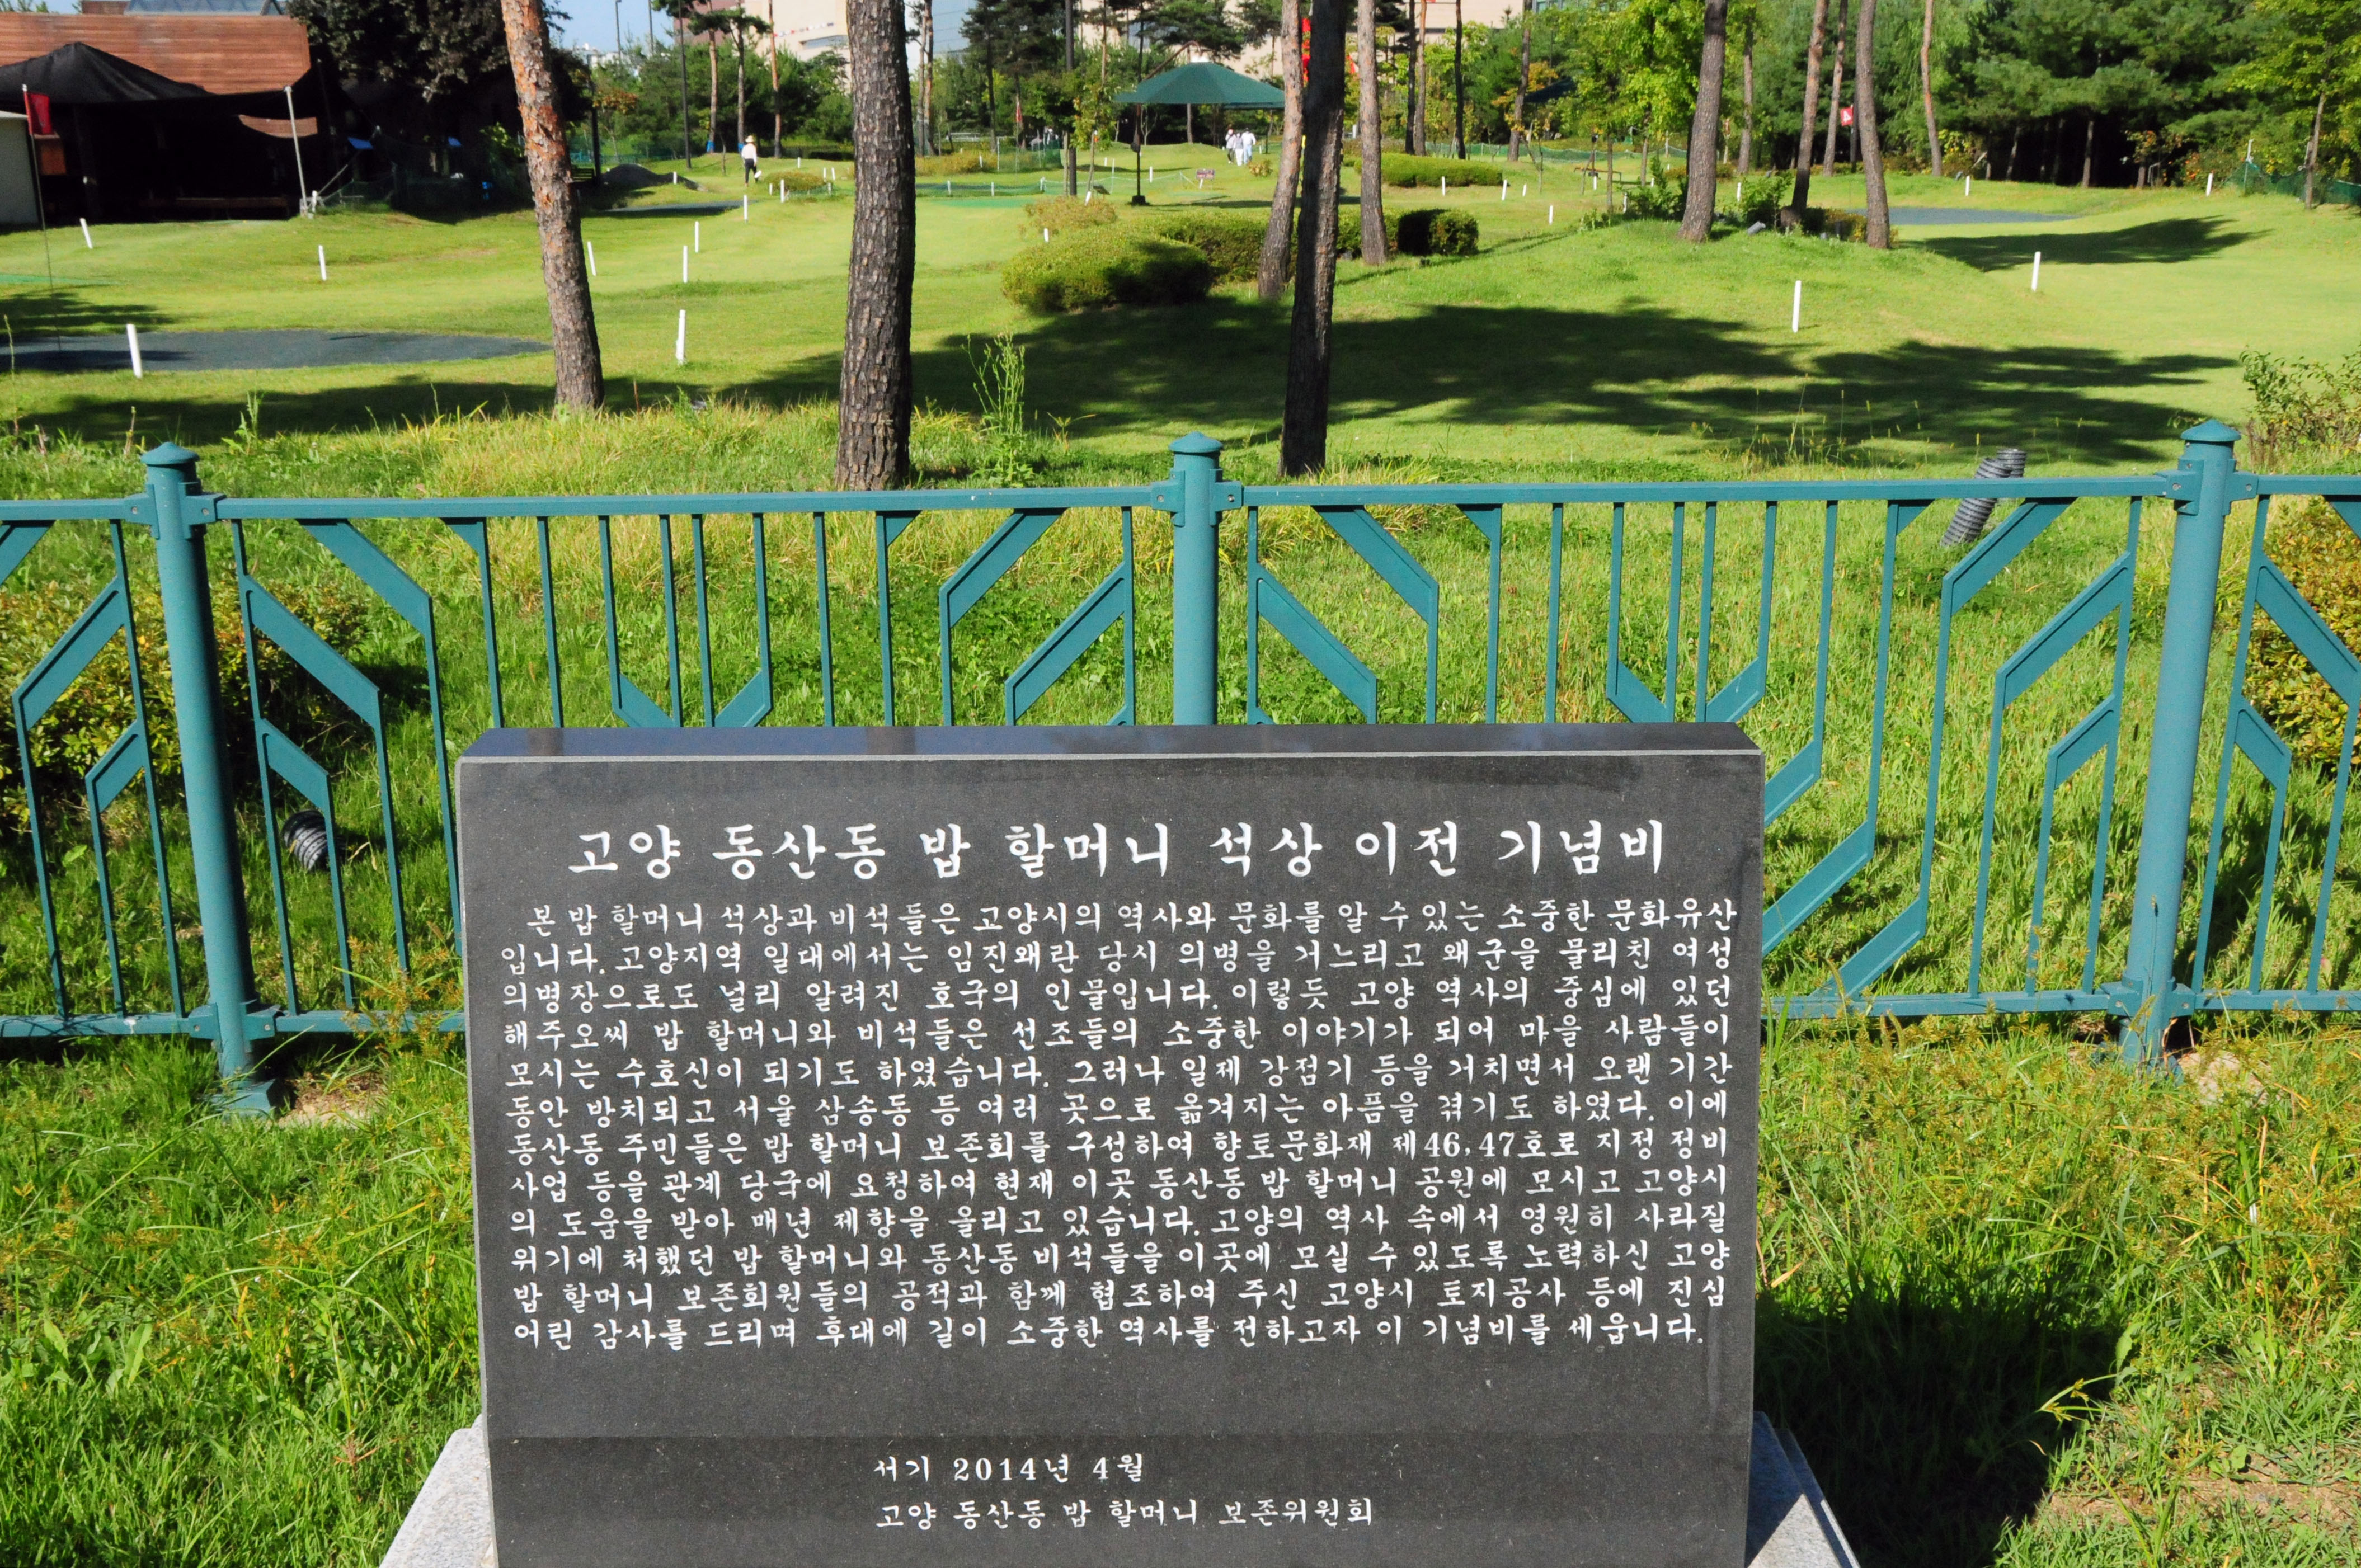 고양 동산동 밥 할머니 석상 이전 기념비
본 밥 할머니 석상과 비석들은 고양시의 역사와 문화를 알 수 있는 소중한 문화유산
입니다. 고양지역 일대에서는 임진왜란 당시 의병을 거느리고 왜군을 물리친 여성
의병장으로도 널리 알려진 호국의 인물입니다. 이렇듯 고양 역사의 중심에 있던
해주오씨 밥 할머니와 비석들은 선조들의 소중한 이야기가 되어 마을 사람들이
모시는 수호신이 되기도 하였습니다. 그러나 일제 강점기 등을 거치면서 오랜 기간
동안 방치되고 서울 삼송동 등 여러 곳으로 옮겨지는 아픔을 겪기도 하였다. 이에
동산동 주민들은 밥 할머니 보존회를 구성하여 향토문화재 제46,47호로 지정 정비
사업 등을 관계 당국에 요청하여 현재 이곳 동산동 밥 할머니 공원에 모시고 고양시
의 도움을 받아 매년 제향을 올리고 있습니다. 고양의 역사 속에서 영원히 사라질
위기에 처했던 밥 할머니와 동산동 비석들을 이곳에 모실 수 있도록 노력하신 고양
밥 할머니 보존회원들의 공적과 함께 협조하여 주신 고양시 토지공사 등에 진심
어린 감사를 드리며 후대에 길이 소중한 역사를 전하고자 이 기념비를 세웁니다.
서기 2014년 4월
고양 동산동 밥 할머니 보존위원회